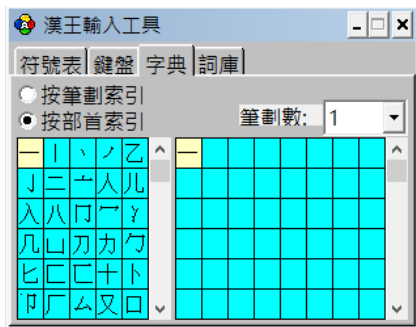 漢王輸入工具
符號表 鍵盤 字典 詞庫
按筆劃索引
按部首索引 筆劃數: 1
一 丨 丶 丿 乙 一
亅 二 亠 人 儿
入 八 冂 冖 冫
几 凵 刀 力 勹
匕 匚 匸 十 卜
卩 厂 厶 又 口